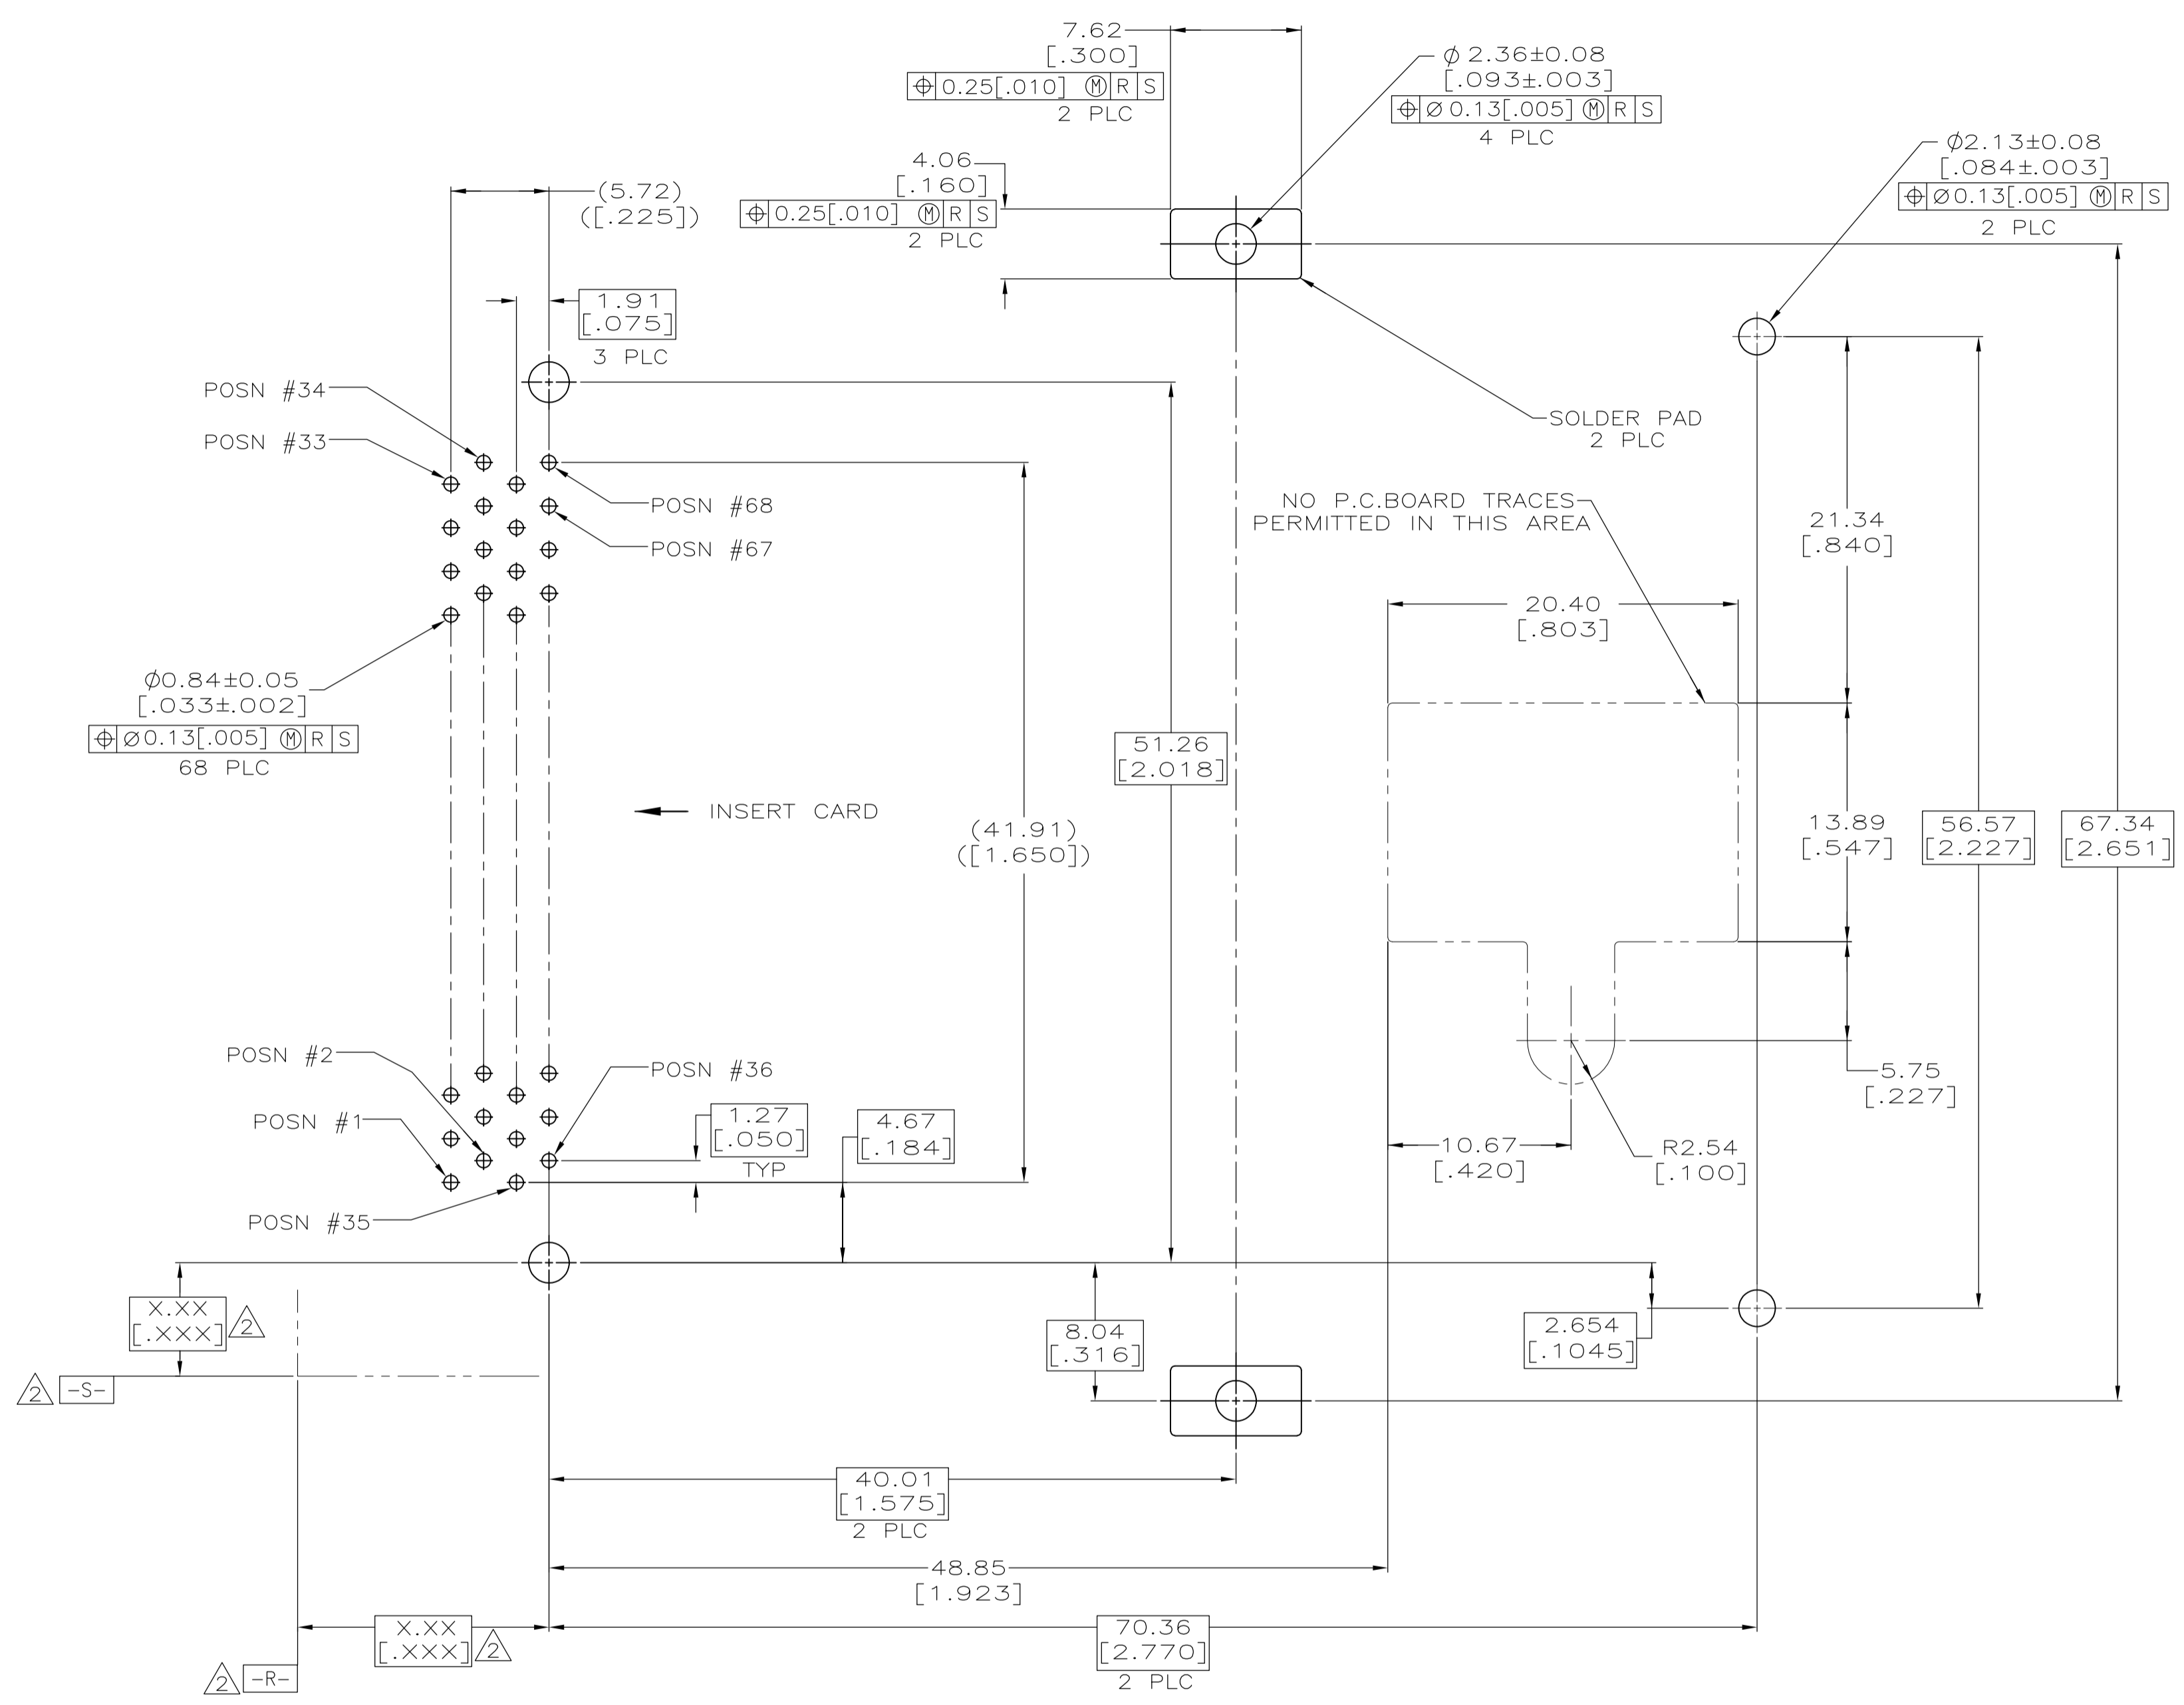 7.62
[.300]
⌖ 0.25[.010] Ⓜ R S
2 PLC
⌀ 2.36±0.08
[.093±.003]
⌖ ⌀ 0.13[.005] Ⓜ R S
4 PLC
⌀2.13±0.08
[.084±.003]
⌖ ⌀0.13[.005] Ⓜ R S
2 PLC
4.06
[.160]
⌖ 0.25[.010] Ⓜ R S
2 PLC
(5.72)
([.225])
1.91
[.075]
3 PLC
POSN #34
POSN #33
POSN #68
POSN #67
SOLDER PAD
2 PLC
NO P.C.BOARD TRACES
PERMITTED IN THIS AREA
21.34
[.840]
20.40
[.803]
⌀0.84±0.05
[.033±.002]
⌖ ⌀0.13[.005] Ⓜ R S
68 PLC
51.26
[2.018]
INSERT CARD
(41.91)
([1.650])
13.89
[.547]
56.57
[2.227]
67.34
[2.651]
POSN #2
POSN #36
POSN #1
1.27
[.050]
TYP
4.67
[.184]
5.75
[.227]
10.67
[.420]
R2.54
[.100]
POSN #35
X.XX
[.XXX]
2
8.04
[.316]
2.654
[.1045]
2
-S-
40.01
[1.575]
2 PLC
48.85
[1.923]
X.XX
[.XXX]
2
70.36
[2.770]
2 PLC
2
-R-